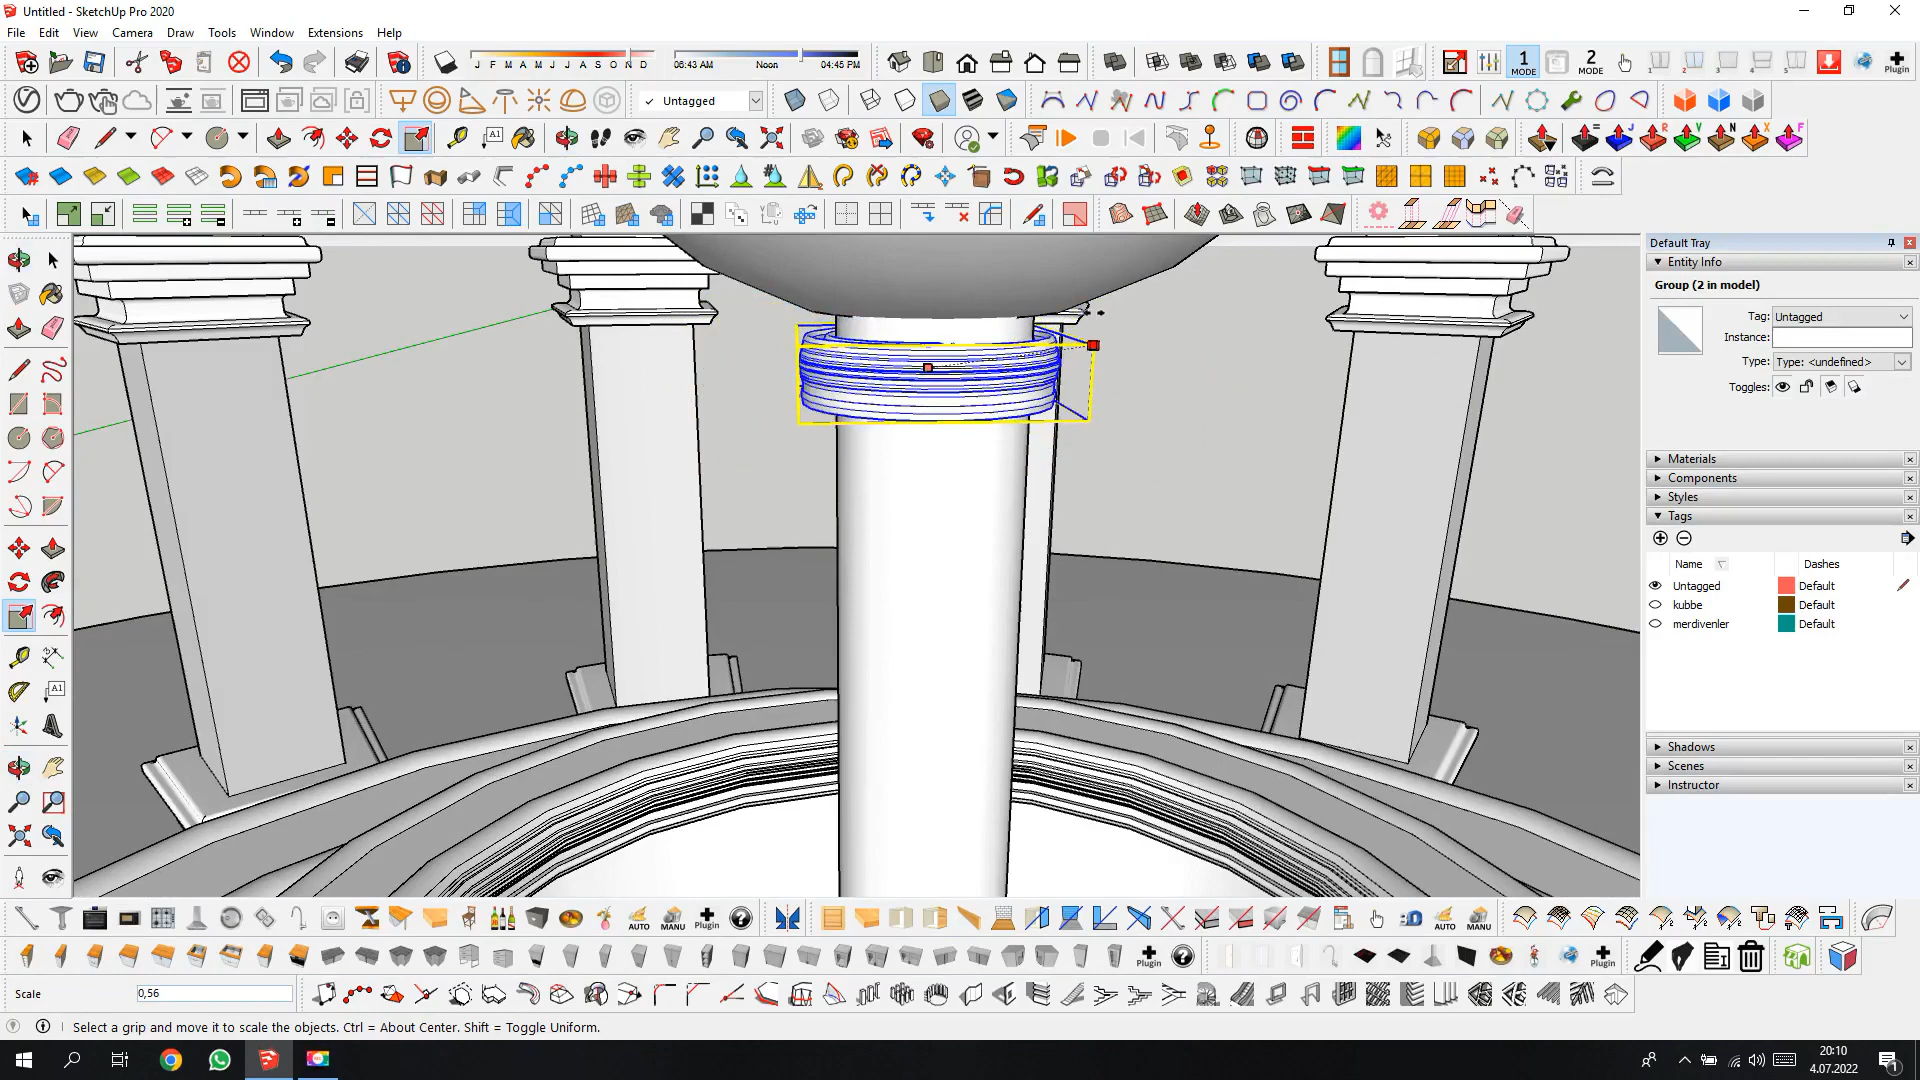 Untitled - SketchUp Pro 2020
File Edit View Camera Draw Tools Window Extensions Help
J F M A M J J A S O N D
06:43 AM Noon 04:45 PM
1 MODE
2 MODE
Plugin
Untagged
Default Tray
Entity Info
Group (2 in model)
Tag: Untagged
Instance:
Type: Type: <undefined>
Toggles:
Materials
Components
Styles
Tags
Name Dashes
Untagged Default
kubbe Default
merdivenler Default
Shadows
Scenes
Instructor
AUTO MANU Plugin
AUTO MANU
Plugin
Plugin
Scale 0,56
Select a grip and move it to scale the objects. Ctrl = About Center. Shift = Toggle Uniform.
20:10
4.07.2022